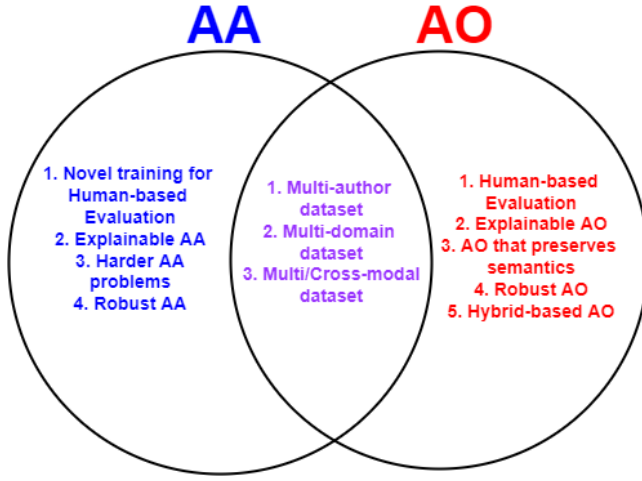 AA
AO
1. Novel training for
Human-based
Evaluation
2. Explainable AA
3. Harder AA
problems
4. Robust AA
1. Multi-author
dataset
2. Multi-domain
dataset
3. Multi/Cross-modal
dataset
1. Human-based
Evaluation
2. Explainable AO
3. AO that preserves
semantics
4. Robust AO
5. Hybrid-based AO